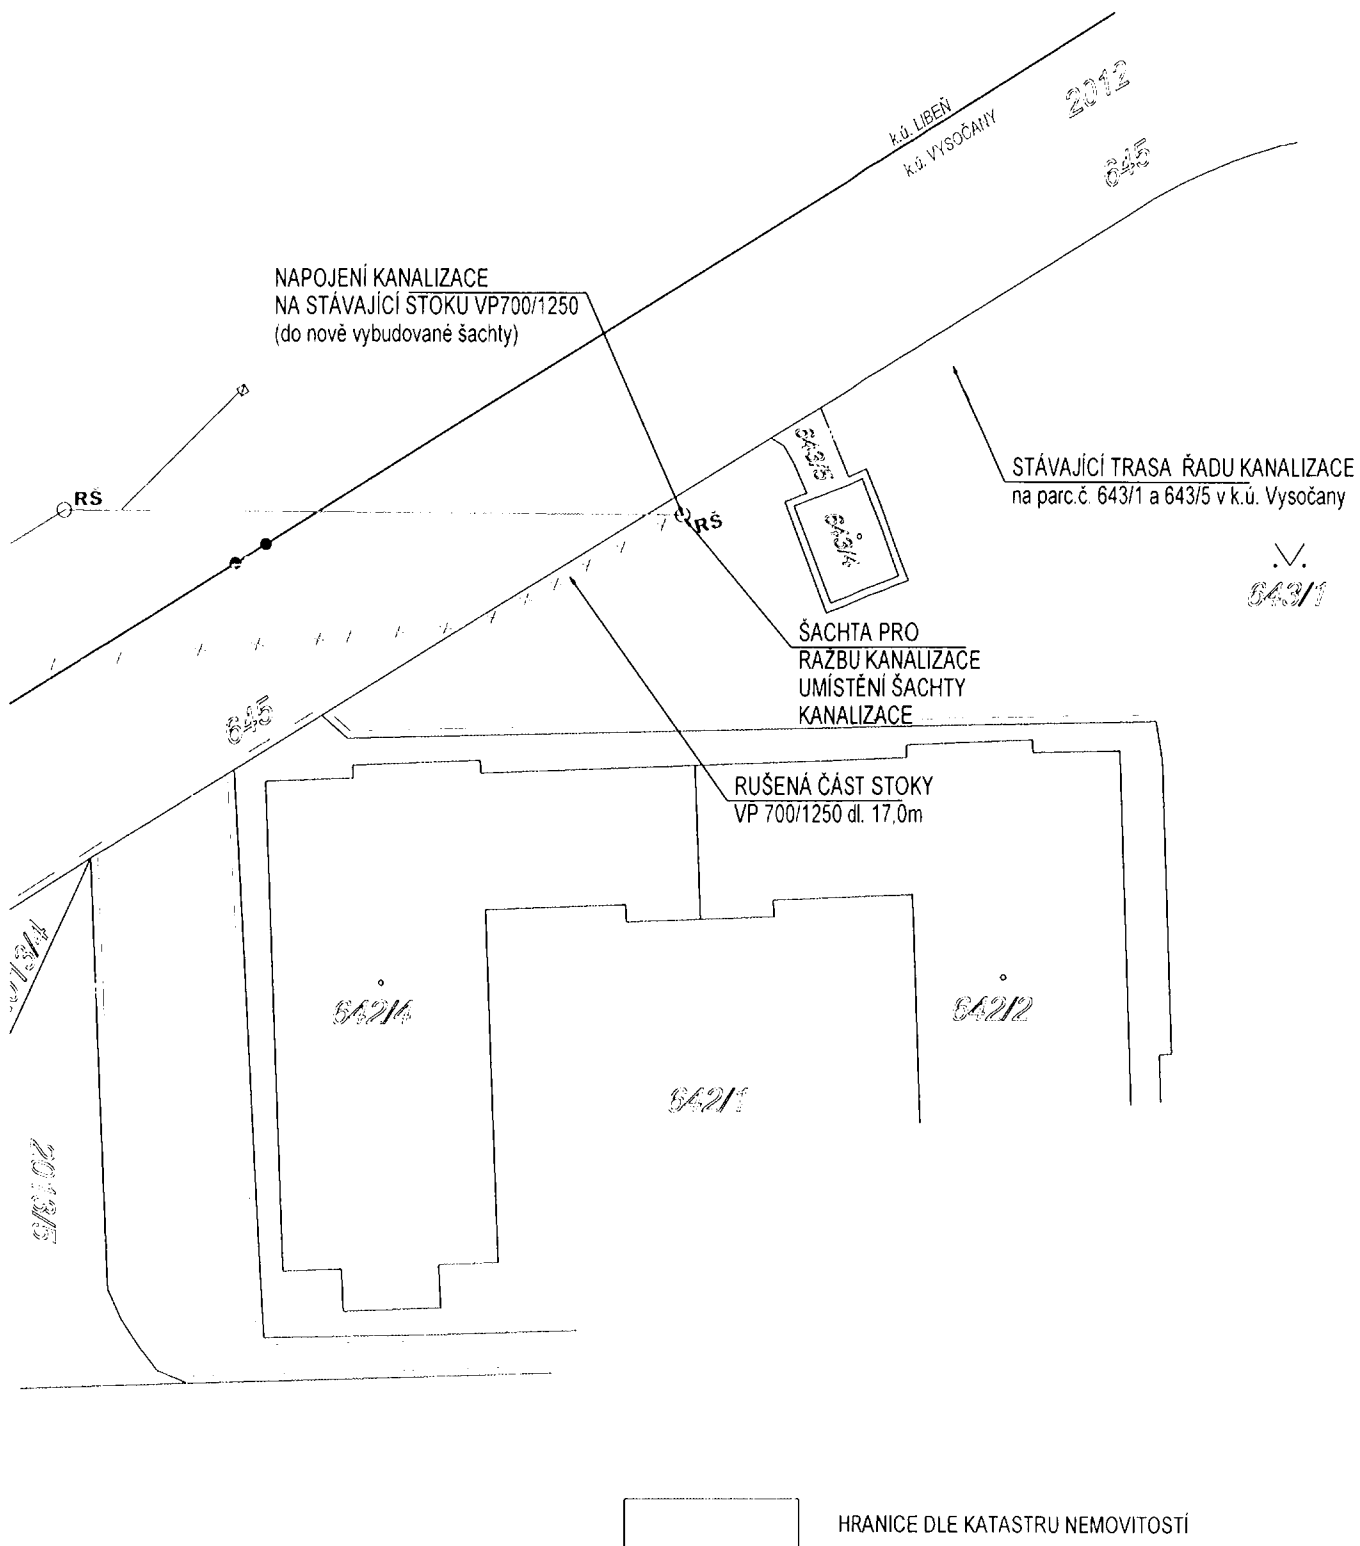 k.ú. LIBEŇ
k.ú. VYSOČANY
2012
645
NAPOJENÍ KANALIZACE
NA STÁVAJÍCÍ STOKU VP700/1250
(do nově vybudované šachty)
643/5
STÁVAJÍCÍ TRASA ŘADU KANALIZACE
na parc.č. 643/1 a 643/5 v k.ú. Vysočany
RŠ
RŠ
643/4
643/1
ŠACHTA PRO
RAŽBU KANALIZACE
UMÍSTĚNÍ ŠACHTY
KANALIZACE
645
RUŠENÁ ČÁST STOKY
VP 700/1250 dl. 17,0m
642/4
642/2
642/1
2013/5
HRANICE DLE KATASTRU NEMOVITOSTÍ